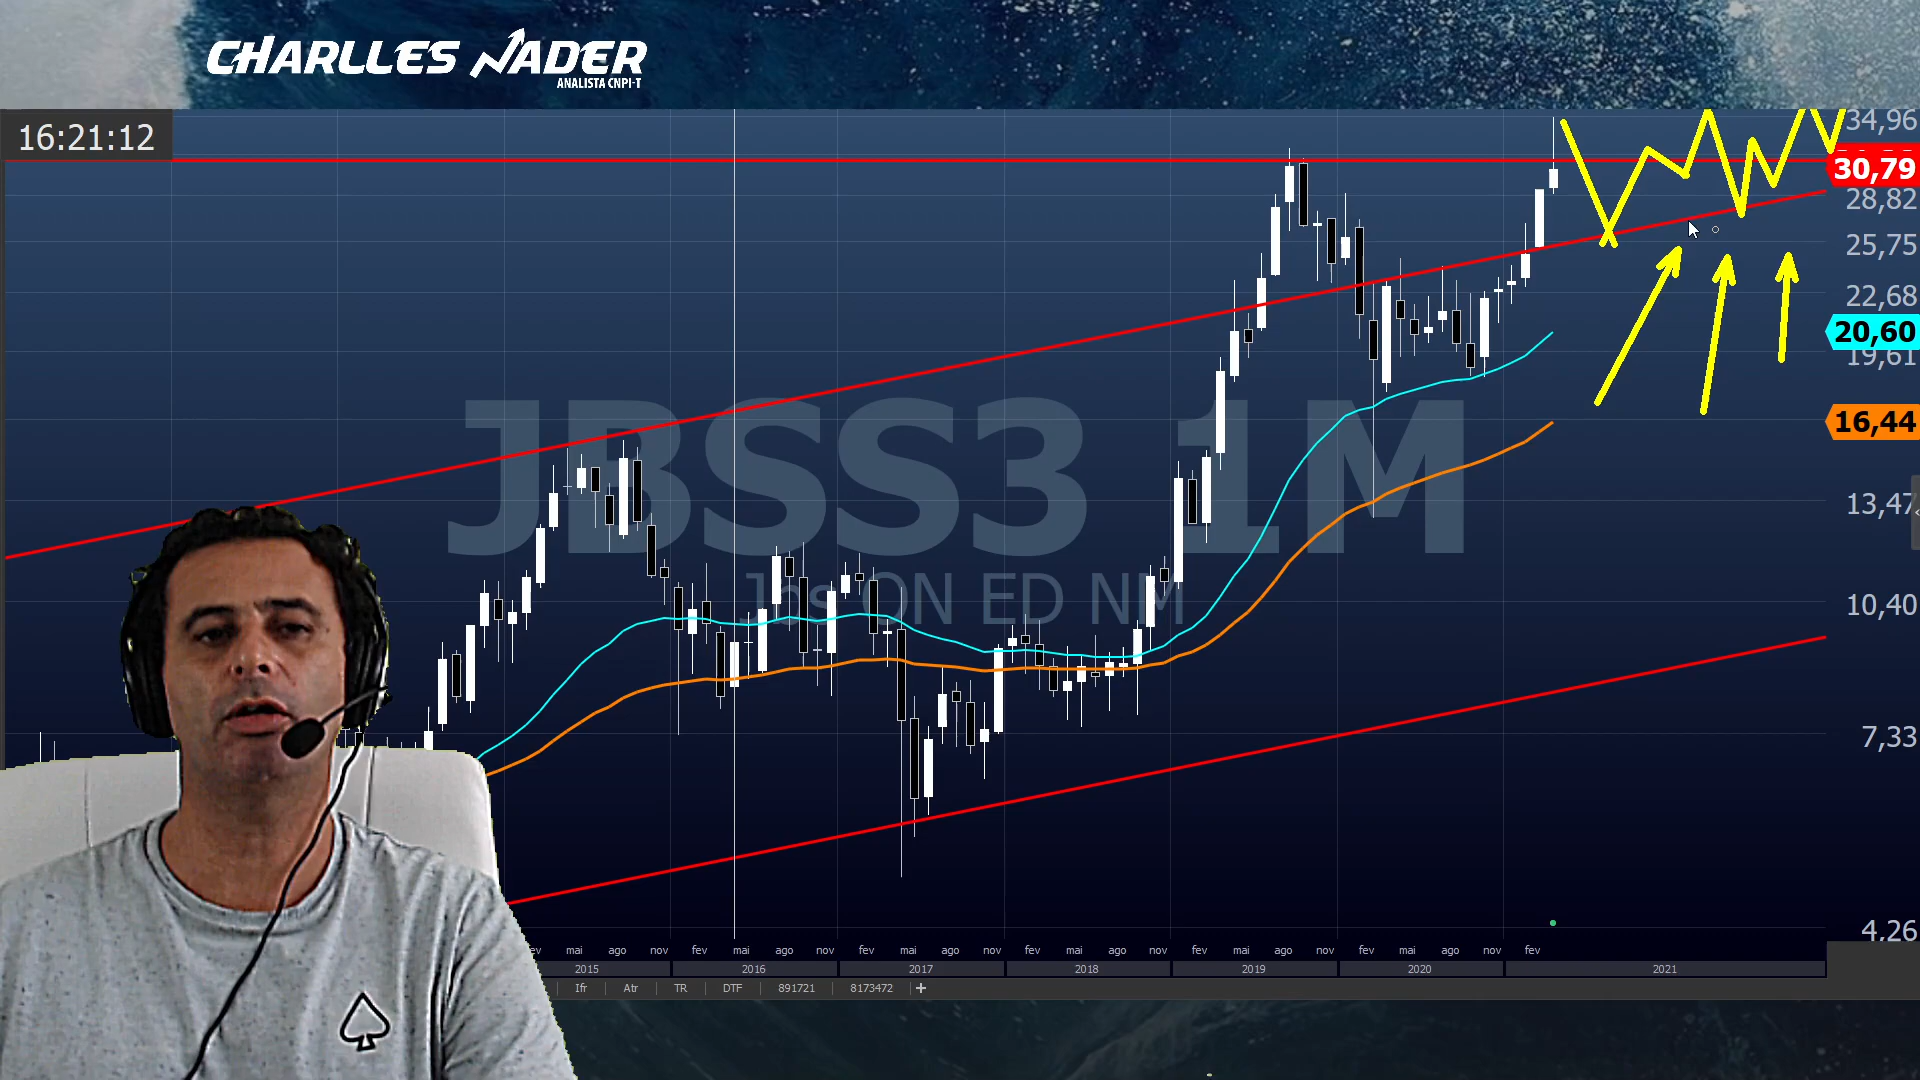 CHARLLES NADER
ANALISTA CNPI-T
16:21:12
34,96
30,79
28,82
25,75
22,68
20,60
19,61
16,44
13,47
10,40
7,33
4,26
JBSS3 1M
Jbs ON ED NM
mai ago nov fev mai ago nov fev mai ago nov fev mai ago nov fev mai ago nov fev mai ago nov fev
2015 2016 2017 2018 2019 2020 2021
Ifr Atr TR DTF 891721 8173472 +